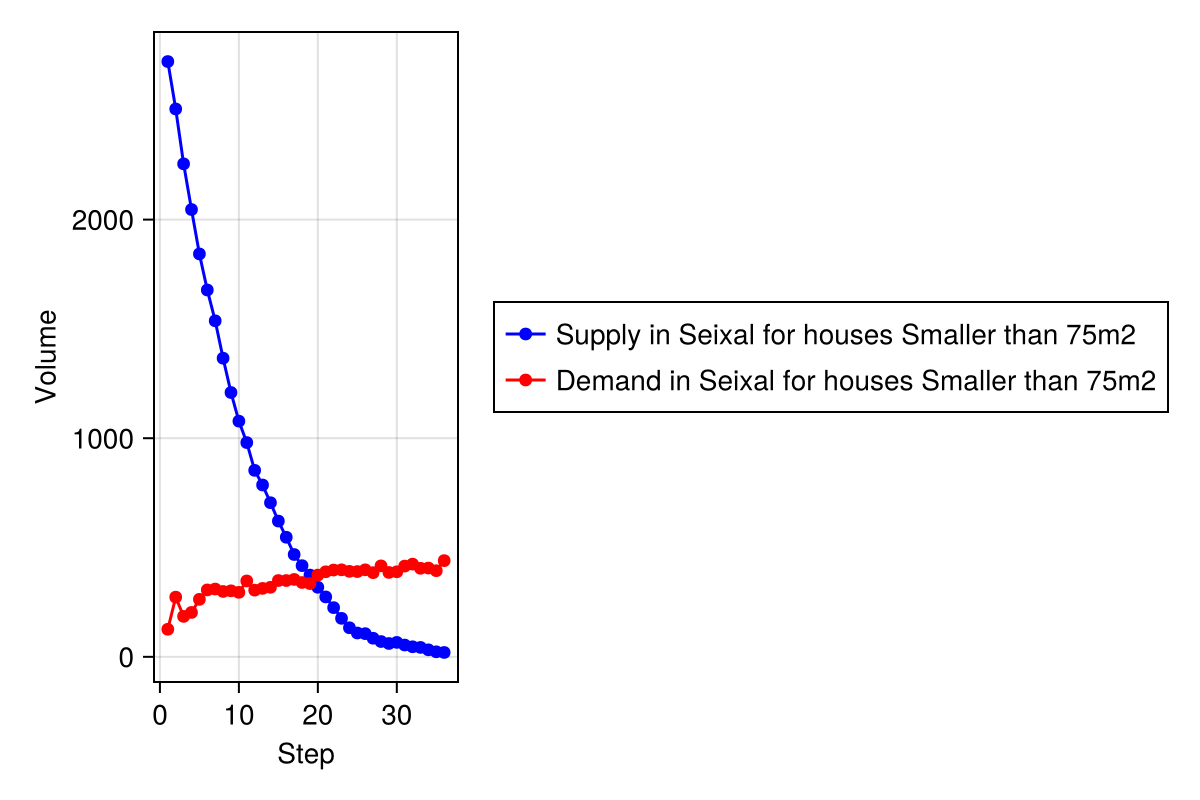 Volume
2000
1000
0
0 10 20 30
Step
Supply in Seixal for houses Smaller than 75m2
Demand in Seixal for houses Smaller than 75m2